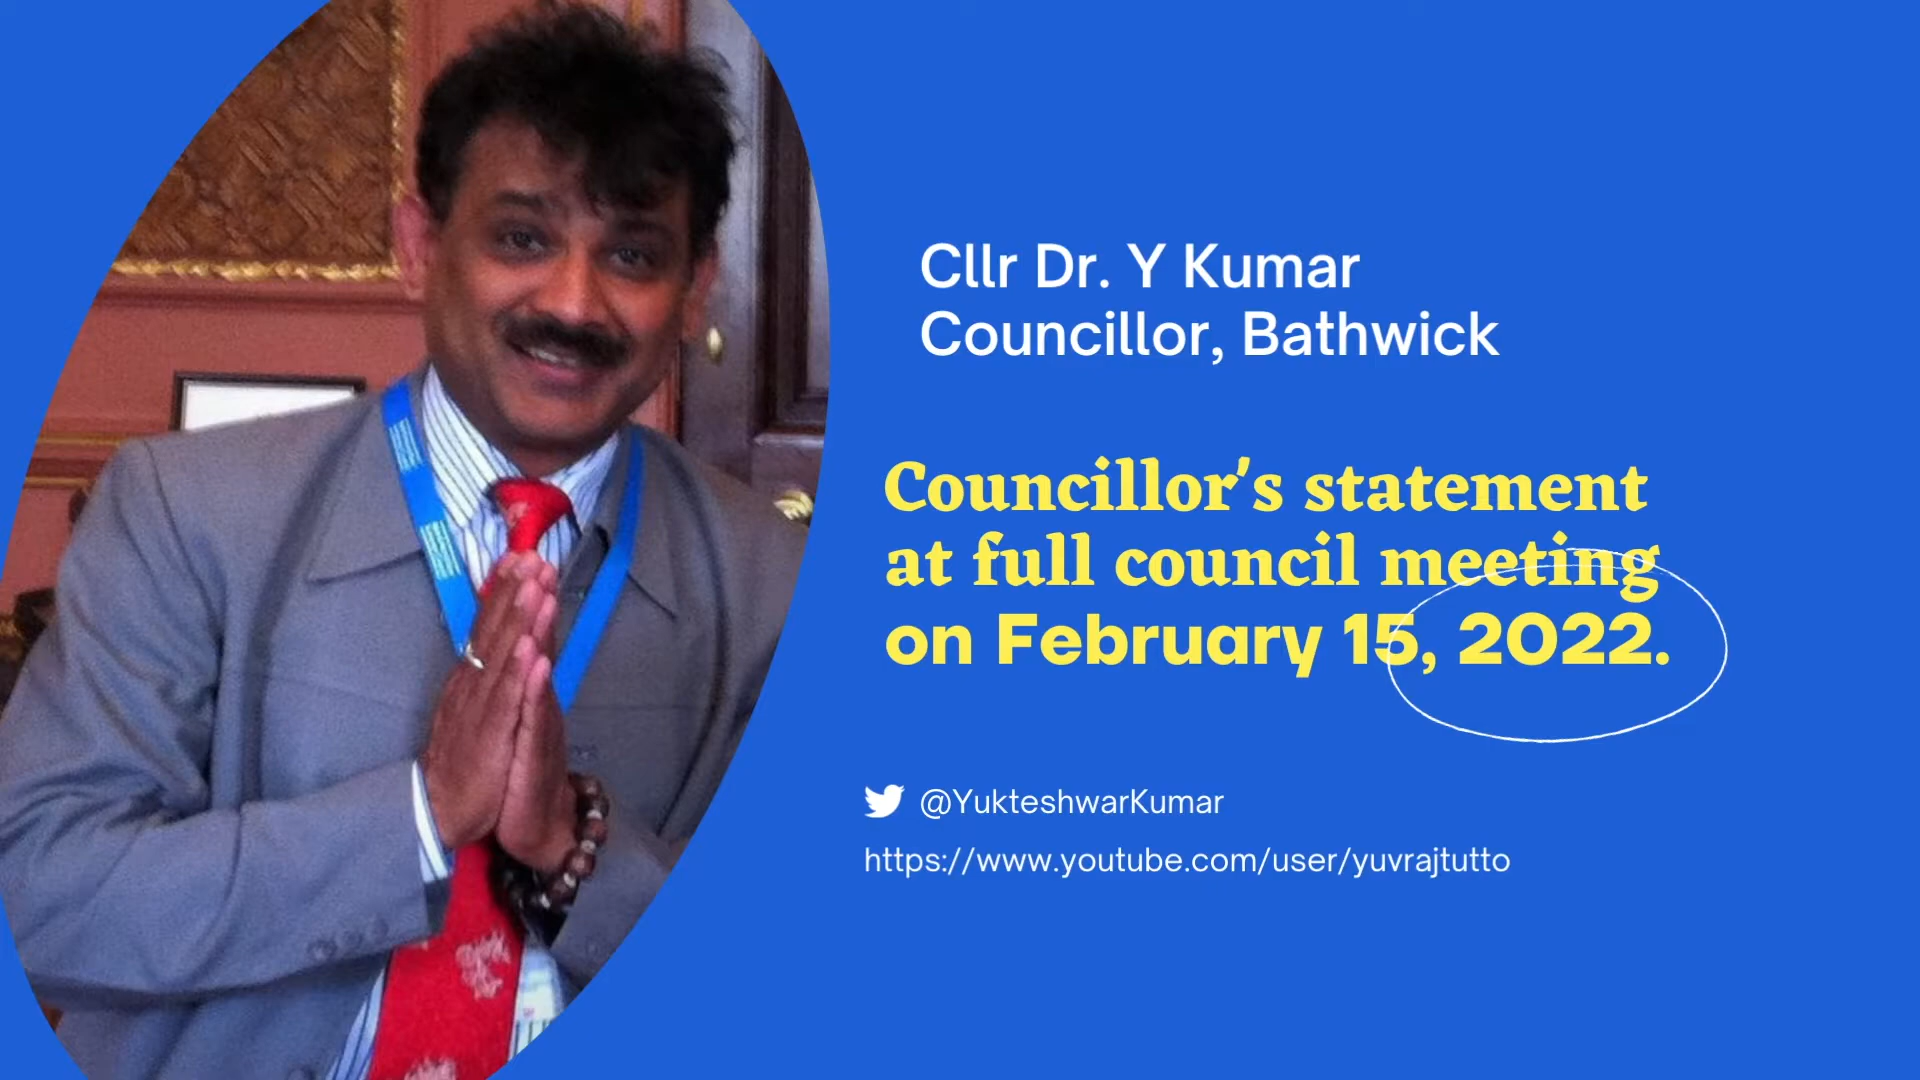 Cllr Dr. Y Kumar
Councillor, Bathwick
Councillor's statement
at full council meeting
on February 15, 2022.
@YukteshwarKumar
https://www.youtube.com/user/yuvrajtutto